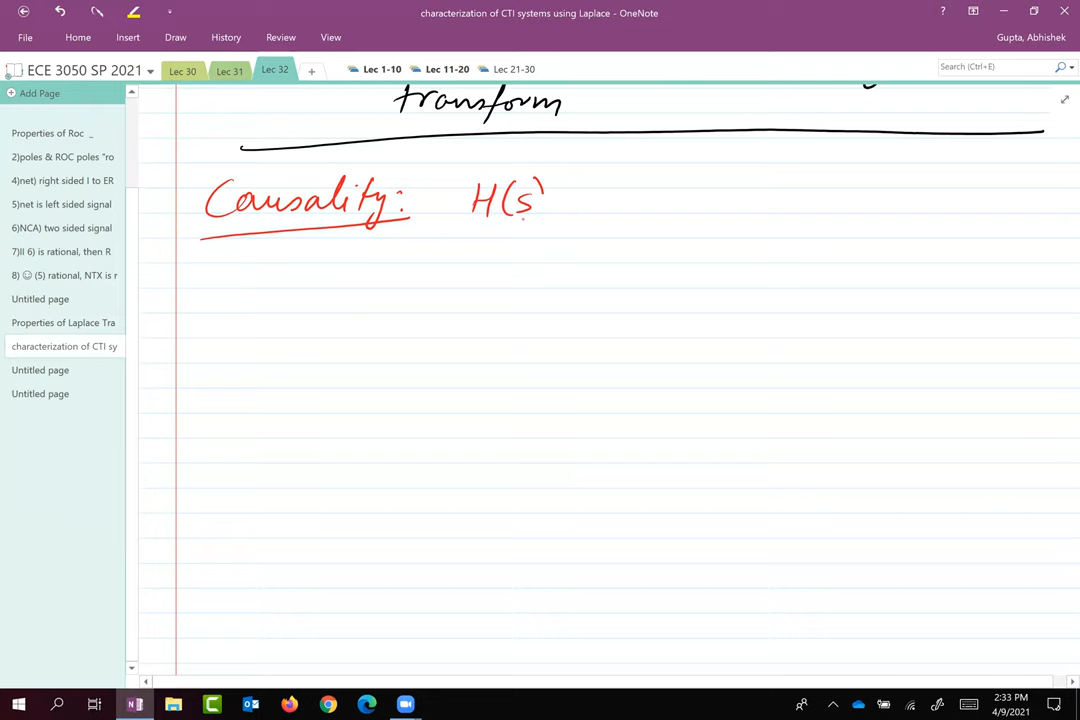 characterization of CTI systems using Laplace - OneNote
File Home Insert Draw History Review View
Gupta, Abhishek
ECE 3050 SP 2021
Lec 30
Lec 31
Lec 32
Lec 1-10
Lec 11-20
Lec 21-30
Search (Ctrl+E)
Add Page
Properties of Roc _
2)poles & ROC poles "ro
4)net) right sided I to ER
5)net is left sided signal
6)NCA) two sided signal
7)II 6) is rational, then R
8) ☺ (5) rational, NTX is r
Untitled page
Properties of Laplace Tra
characterization of CTI sy
Untitled page
Untitled page
transform
Causality: H(s)
2:33 PM
4/9/2021